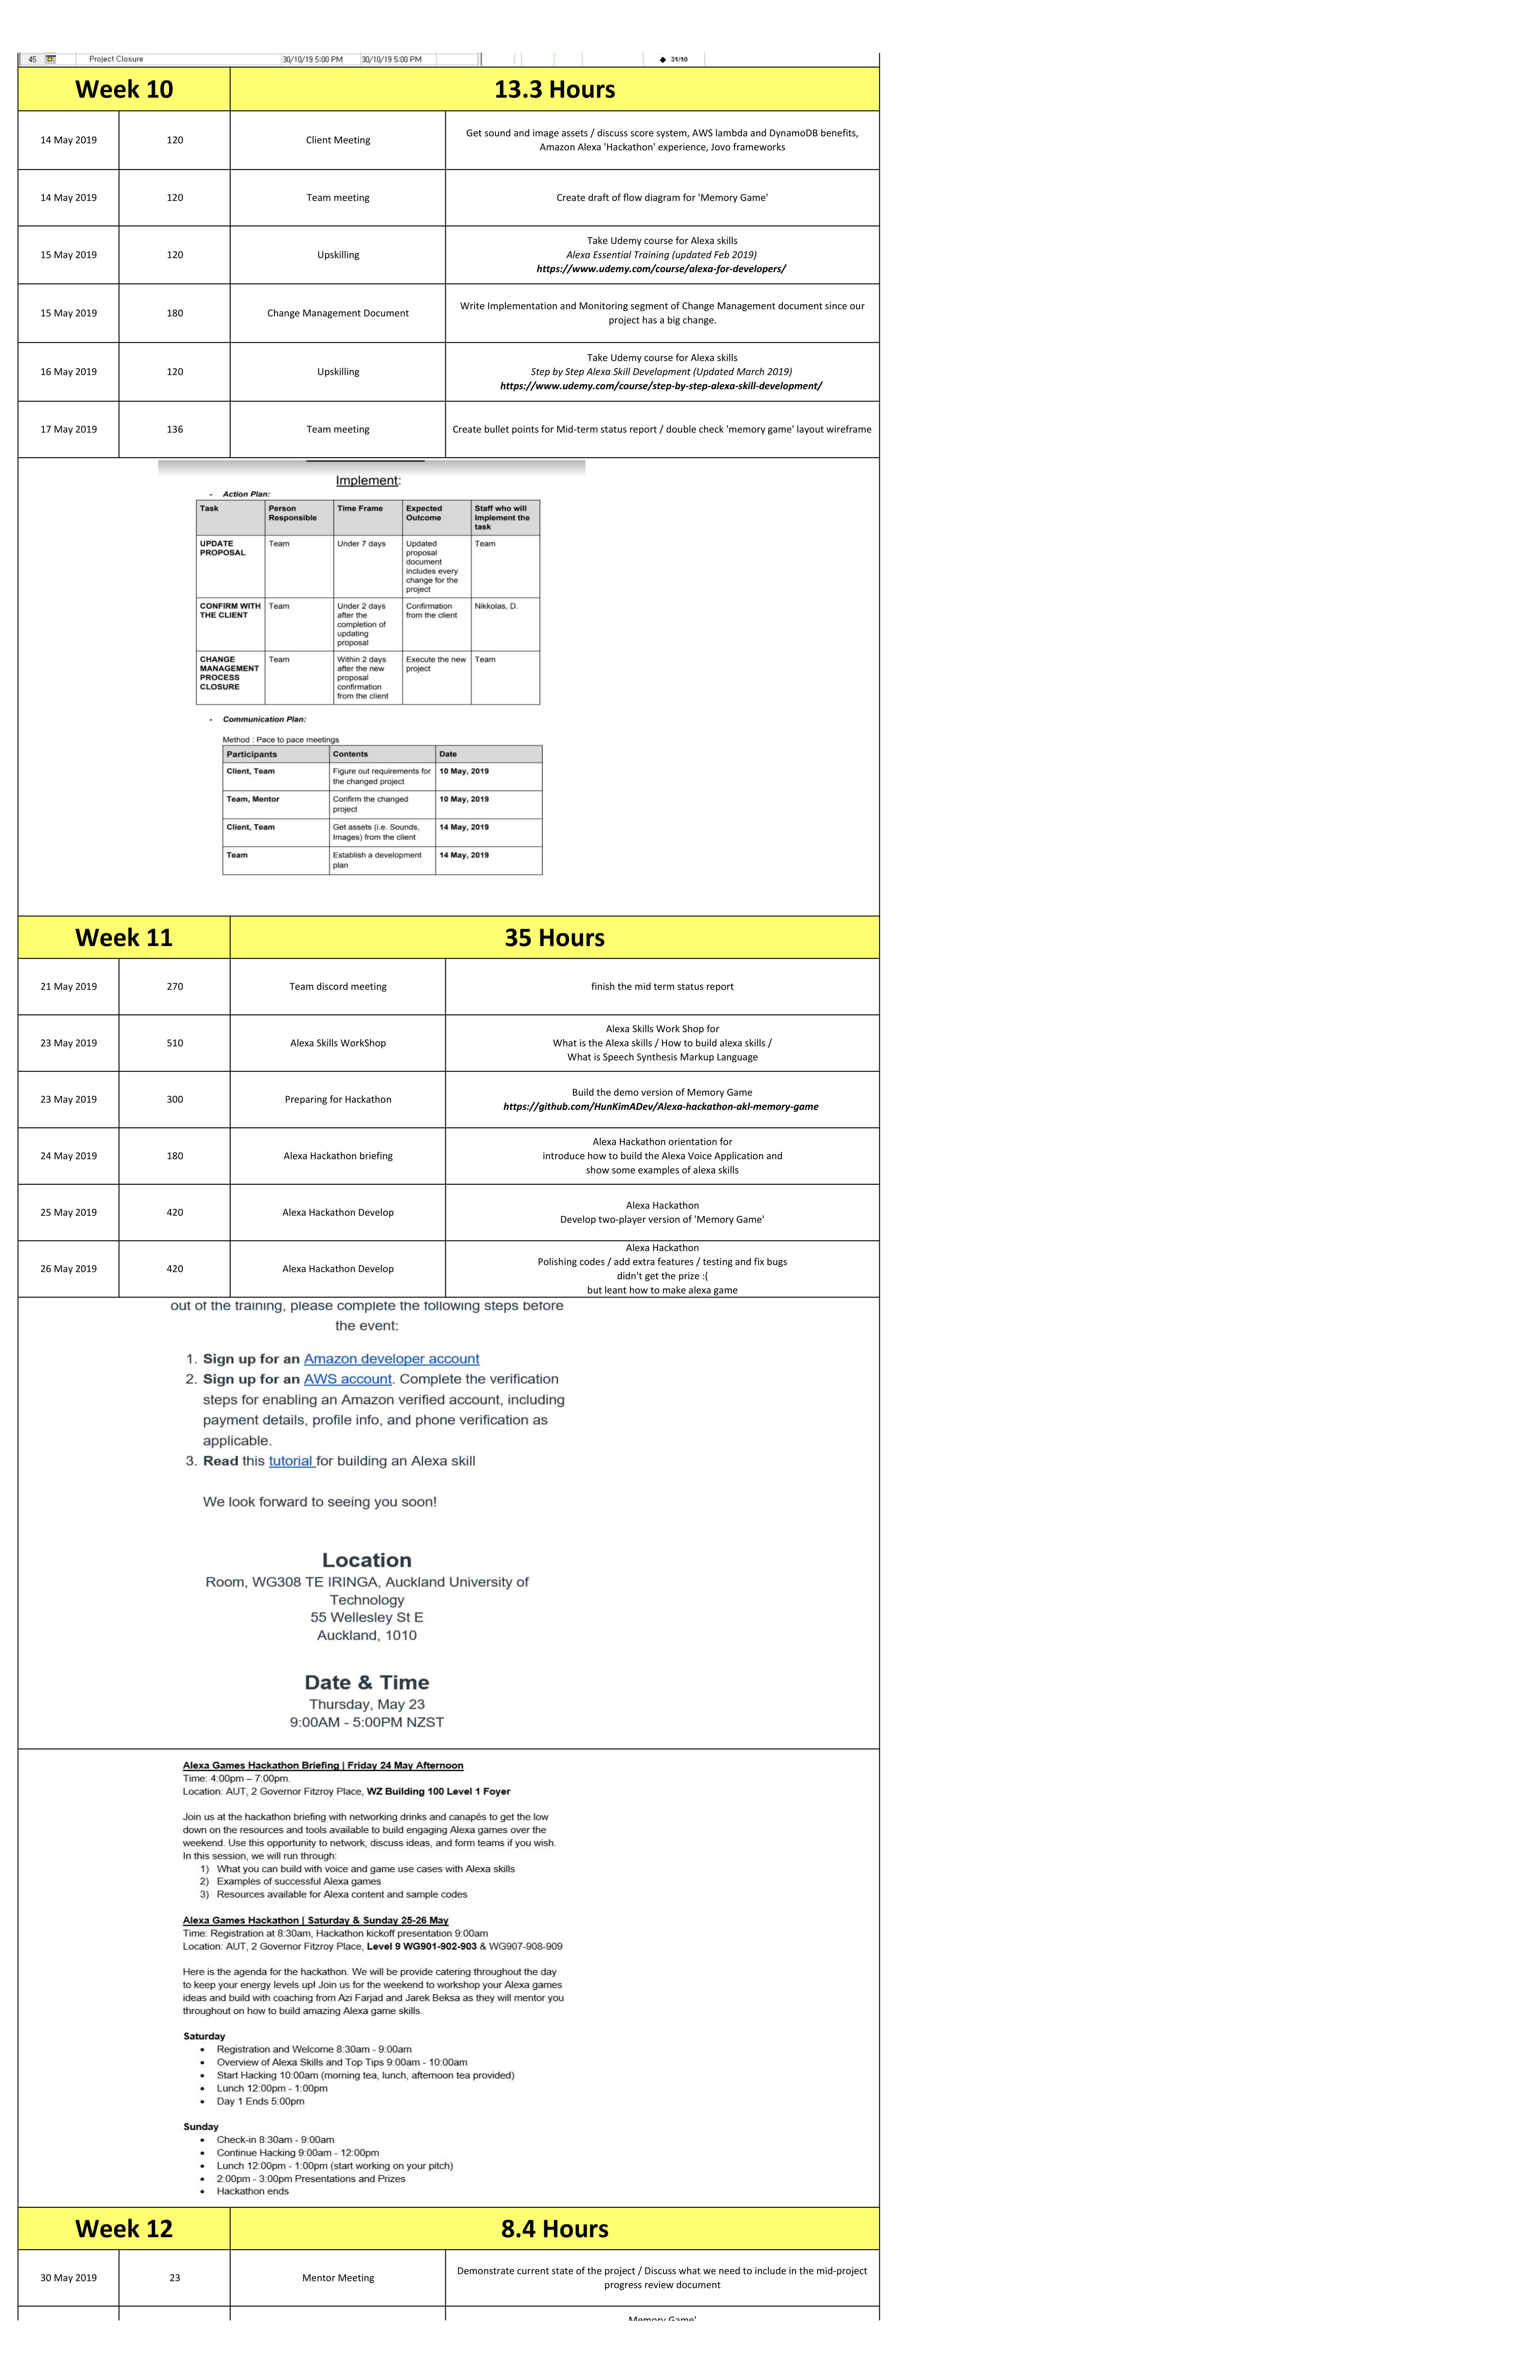 45 Project Closure 30/10/19 5:00 PM 30/10/19 5:00 PM 31/10
Week 10 13.3 Hours
14 May 2019 120 Client Meeting Get sound and image assets / discuss score system, AWS lambda and DynamoDB benefits,
Amazon Alexa 'Hackathon' experience, Jovo frameworks
14 May 2019 120 Team meeting Create draft of flow diagram for 'Memory Game'
Take Udemy course for Alexa skills
15 May 2019 120 Upskilling Alexa Essential Training (updated Feb 2019)
https://www.udemy.com/course/alexa-for-developers/
15 May 2019 180 Change Management Document Write Implementation and Monitoring segment of Change Management document since our
project has a big change.
Take Udemy course for Alexa skills
16 May 2019 120 Upskilling Step by Step Alexa Skill Development (Updated March 2019)
https://www.udemy.com/course/step-by-step-alexa-skill-development/
17 May 2019 136 Team meeting Create bullet points for Mid-term status report / double check 'memory game' layout wireframe
Implement:
- Action Plan:
Task Person Time Frame Expected Staff who will
Responsible Outcome Implement the
task
UPDATE Team Under 7 days Updated Team
PROPOSAL proposal
document
includes every
change for the
project
CONFIRM WITH Team Under 2 days Confirmation Nikkolas, D.
THE CLIENT after the from the client
completion of
updating
proposal
CHANGE Team Within 2 days Execute the new Team
MANAGEMENT after the new project
PROCESS proposal
CLOSURE confirmation
from the client
- Communication Plan:
Method : Pace to pace meetings
Participants Contents Date
Client, Team Figure out requirements for 10 May, 2019
the changed project
Team, Mentor Confirm the changed 10 May, 2019
project
Client, Team Get assets (i.e. Sounds, 14 May, 2019
Images) from the client
Team Establish a development 14 May, 2019
plan
Week 11 35 Hours
21 May 2019 270 Team discord meeting finish the mid term status report
Alexa Skills Work Shop for
23 May 2019 510 Alexa Skills WorkShop What is the Alexa skills / How to build alexa skills /
What is Speech Synthesis Markup Language
23 May 2019 300 Preparing for Hackathon Build the demo version of Memory Game
https://github.com/HunKimADev/Alexa-hackathon-akl-memory-game
Alexa Hackathon orientation for
24 May 2019 180 Alexa Hackathon briefing introduce how to build the Alexa Voice Application and
show some examples of alexa skills
25 May 2019 420 Alexa Hackathon Develop Alexa Hackathon
Develop two-player version of 'Memory Game'
Alexa Hackathon
26 May 2019 420 Alexa Hackathon Develop Polishing codes / add extra features / testing and fix bugs
didn't get the prize :(
but leant how to make alexa game
out of the training, please complete the following steps before
the event:
1. Sign up for an Amazon developer account
2. Sign up for an AWS account. Complete the verification
steps for enabling an Amazon verified account, including
payment details, profile info, and phone verification as
applicable.
3. Read this tutorial for building an Alexa skill
We look forward to seeing you soon!
Location
Room, WG308 TE IRINGA, Auckland University of
Technology
55 Wellesley St E
Auckland, 1010
Date & Time
Thursday, May 23
9:00AM - 5:00PM NZST
Alexa Games Hackathon Briefing | Friday 24 May Afternoon
Time: 4:00pm – 7:00pm.
Location: AUT, 2 Governor Fitzroy Place, WZ Building 100 Level 1 Foyer
Join us at the hackathon briefing with networking drinks and canapés to get the low
down on the resources and tools available to build engaging Alexa games over the
weekend. Use this opportunity to network, discuss ideas, and form teams if you wish.
In this session, we will run through:
1) What you can build with voice and game use cases with Alexa skills
2) Examples of successful Alexa games
3) Resources available for Alexa content and sample codes
Alexa Games Hackathon | Saturday & Sunday 25-26 May
Time: Registration at 8:30am, Hackathon kickoff presentation 9:00am
Location: AUT, 2 Governor Fitzroy Place, Level 9 WG901-902-903 & WG907-908-909
Here is the agenda for the hackathon. We will be provide catering throughout the day
to keep your energy levels up! Join us for the weekend to workshop your Alexa games
ideas and build with coaching from Azi Farjad and Jarek Beksa as they will mentor you
throughout on how to build amazing Alexa game skills.
Saturday
• Registration and Welcome 8:30am - 9:00am
• Overview of Alexa Skills and Top Tips 9:00am - 10:00am
• Start Hacking 10:00am (morning tea, lunch, afternoon tea provided)
• Lunch 12:00pm - 1:00pm
• Day 1 Ends 5:00pm
Sunday
• Check-in 8:30am - 9:00am
• Continue Hacking 9:00am - 12:00pm
• Lunch 12:00pm - 1:00pm (start working on your pitch)
• 2:00pm - 3:00pm Presentations and Prizes
• Hackathon ends
Week 12 8.4 Hours
30 May 2019 23 Mentor Meeting Demonstrate current state of the project / Discuss what we need to include in the mid-project
progress review document
Memory Game'